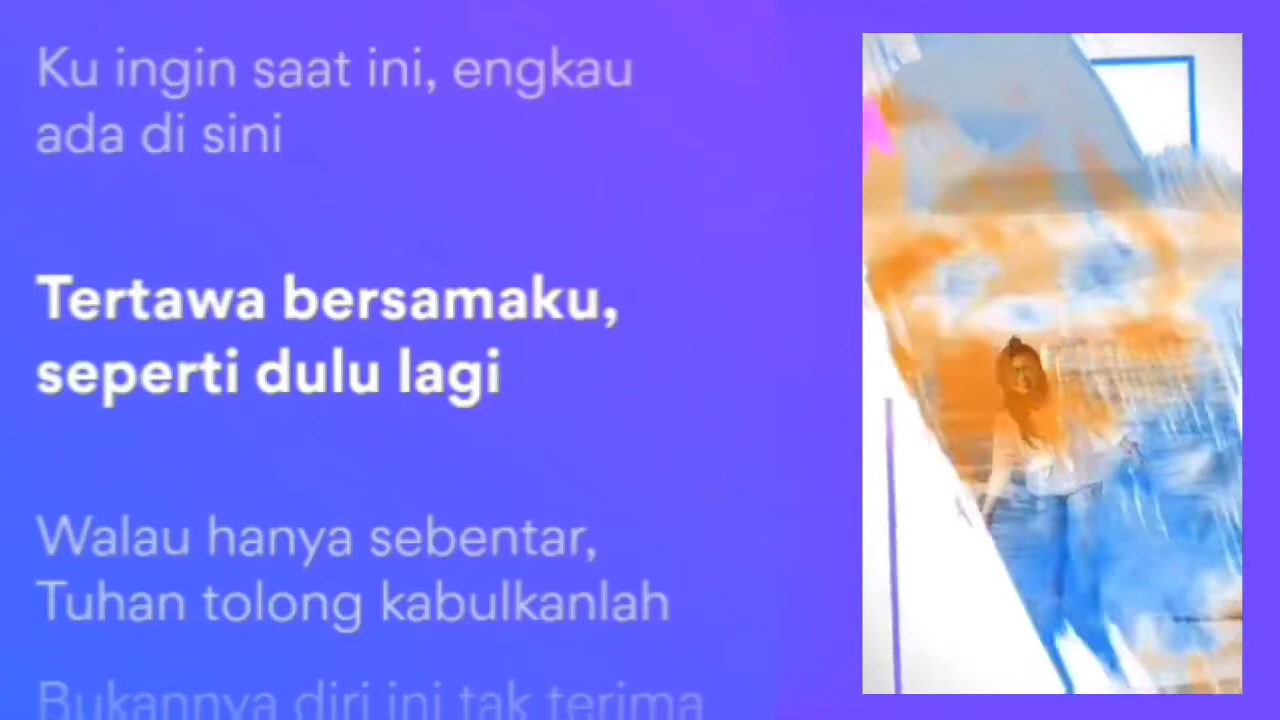 Ku ingin saat ini, engkau
ada di sini
Tertawa bersamaku,
seperti dulu lagi
Walau hanya sebentar,
Tuhan tolong kabulkanlah
Bukannya diri ini tak terima